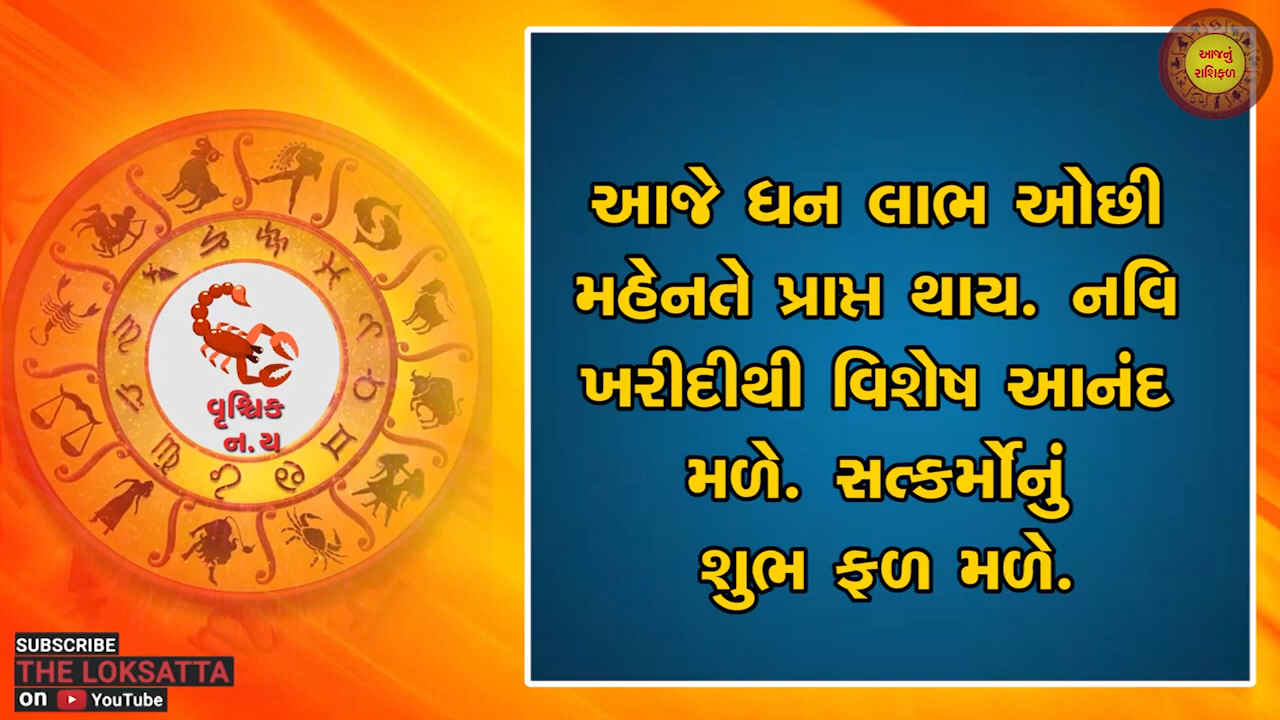 આજનું
રાશિફળ
આજે ધન લાભ ઓછી
મહેનતે પ્રાપ્ત થાય. નવિ
ખરીદીથી વિશેષ આનંદ
મળે. સત્કર્મોનું
શુભ ફળ મળે.
વૃશ્ચિક
ન. ય
SUBSCRIBE
THE LOKSATTA
on YouTube